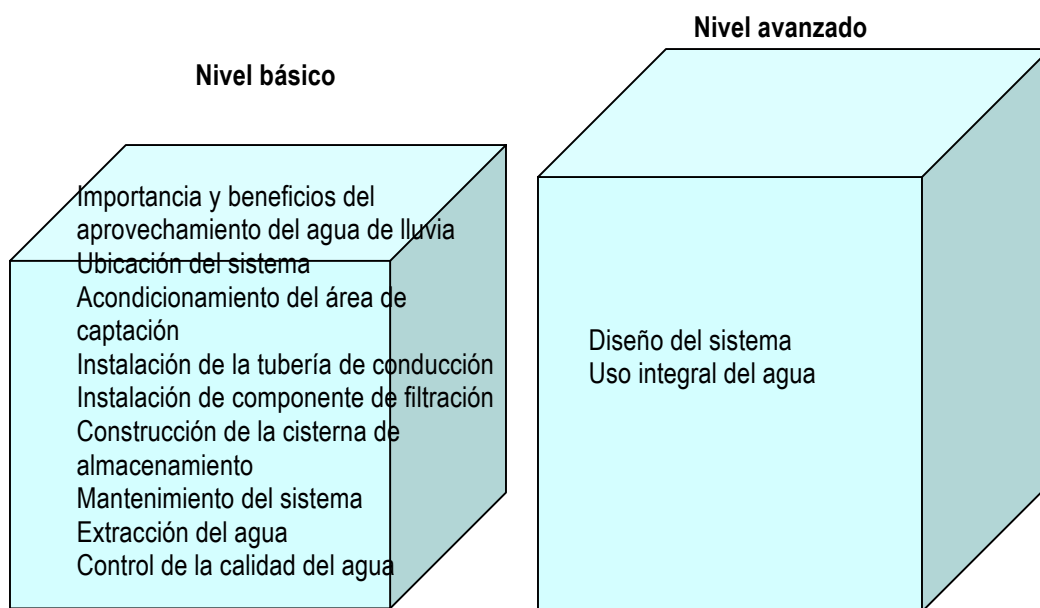 Nivel básico
Importancia y beneficios del
aprovechamiento del agua de lluvia
Ubicación del sistema
Acondicionamiento del área de
captación
Instalación de la tubería de conducción
Instalación de componente de filtración
Construcción de la cisterna de
almacenamiento
Mantenimiento del sistema
Extracción del agua
Control de la calidad del agua
Nivel avanzado
Diseño del sistema
Uso integral del agua